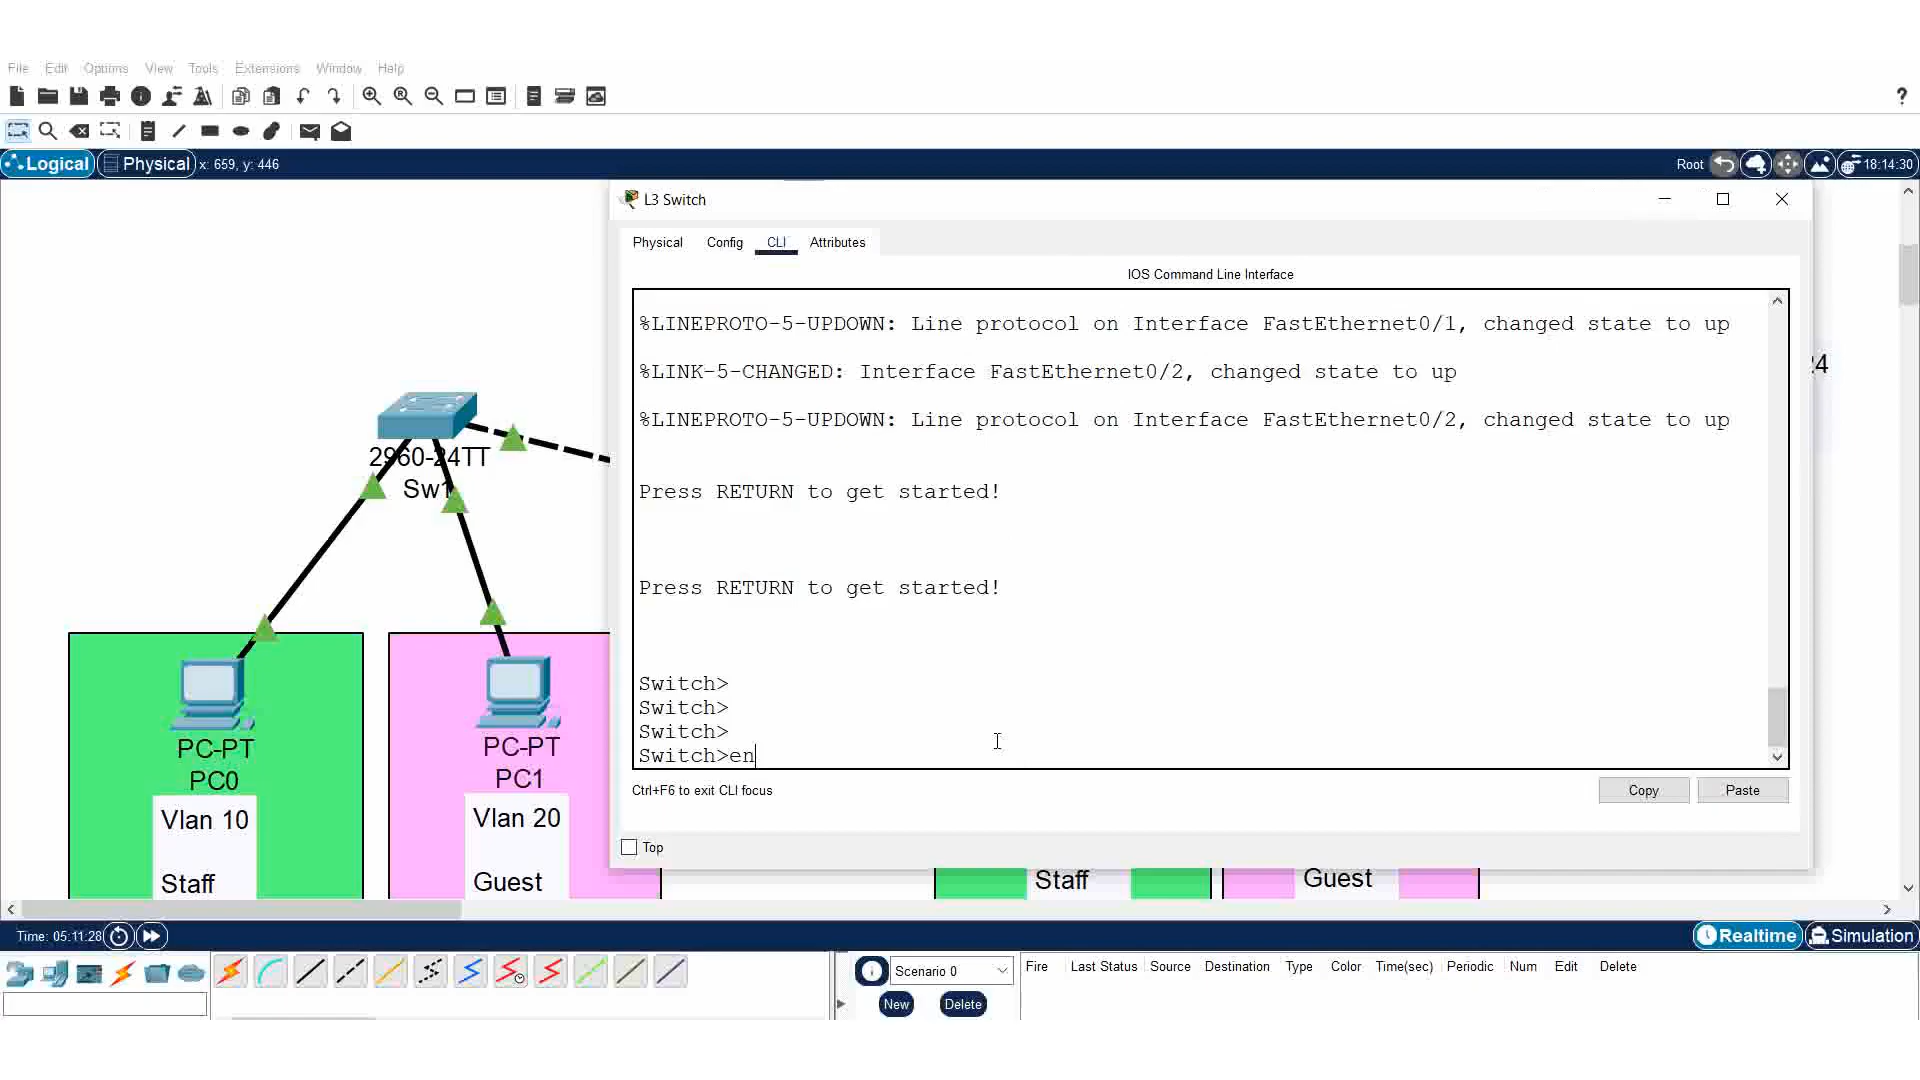 File Edit Options View Tools Extensions Window Help
?
Logical Physical x: 659, y: 446 Root 18:14:30
L3 Switch
Physical Config CLI Attributes
IOS Command Line Interface
%LINEPROTO-5-UPDOWN: Line protocol on Interface FastEthernet0/1, changed state to up
%LINK-5-CHANGED: Interface FastEthernet0/2, changed state to up
%LINEPROTO-5-UPDOWN: Line protocol on Interface FastEthernet0/2, changed state to up
Press RETURN to get started!
Press RETURN to get started!
Switch>
Switch>
Switch>
Switch>en
Ctrl+F6 to exit CLI focus
Copy Paste
Top
24
2960-24TT
Sw1
PC-PT
PC0
Vlan 10
Staff
PC-PT
PC1
Vlan 20
Guest
Staff
Guest
Time: 05:11:28
Realtime Simulation
Scenario 0
New Delete
Fire Last Status Source Destination Type Color Time(sec) Periodic Num Edit Delete